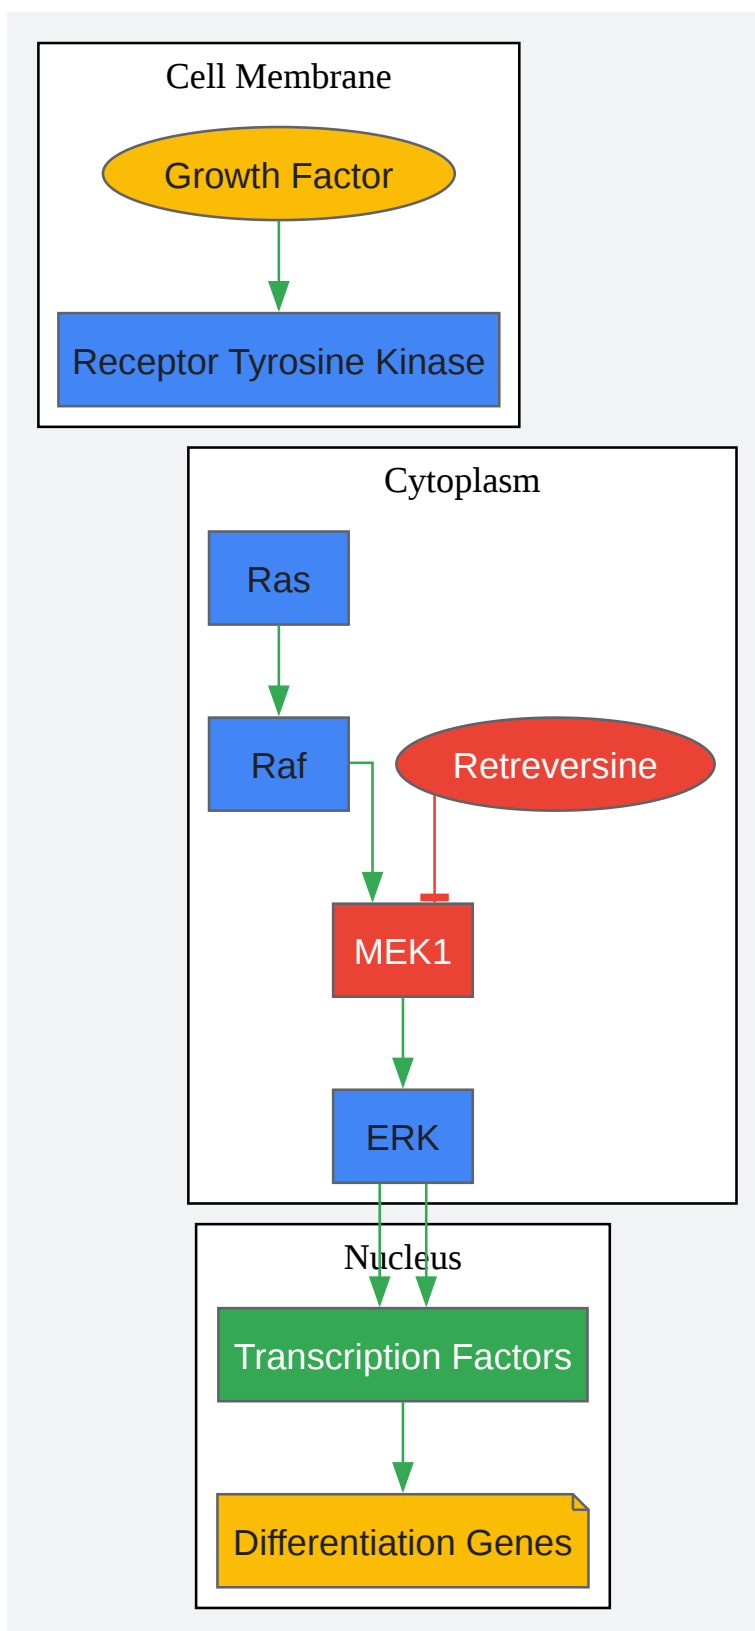 Cell Membrane
Growth Factor
Receptor Tyrosine Kinase
Cytoplasm
Ras
Raf
Retreversine
MEK1
ERK
Nucleus
Transcription Factors
Differentiation Genes